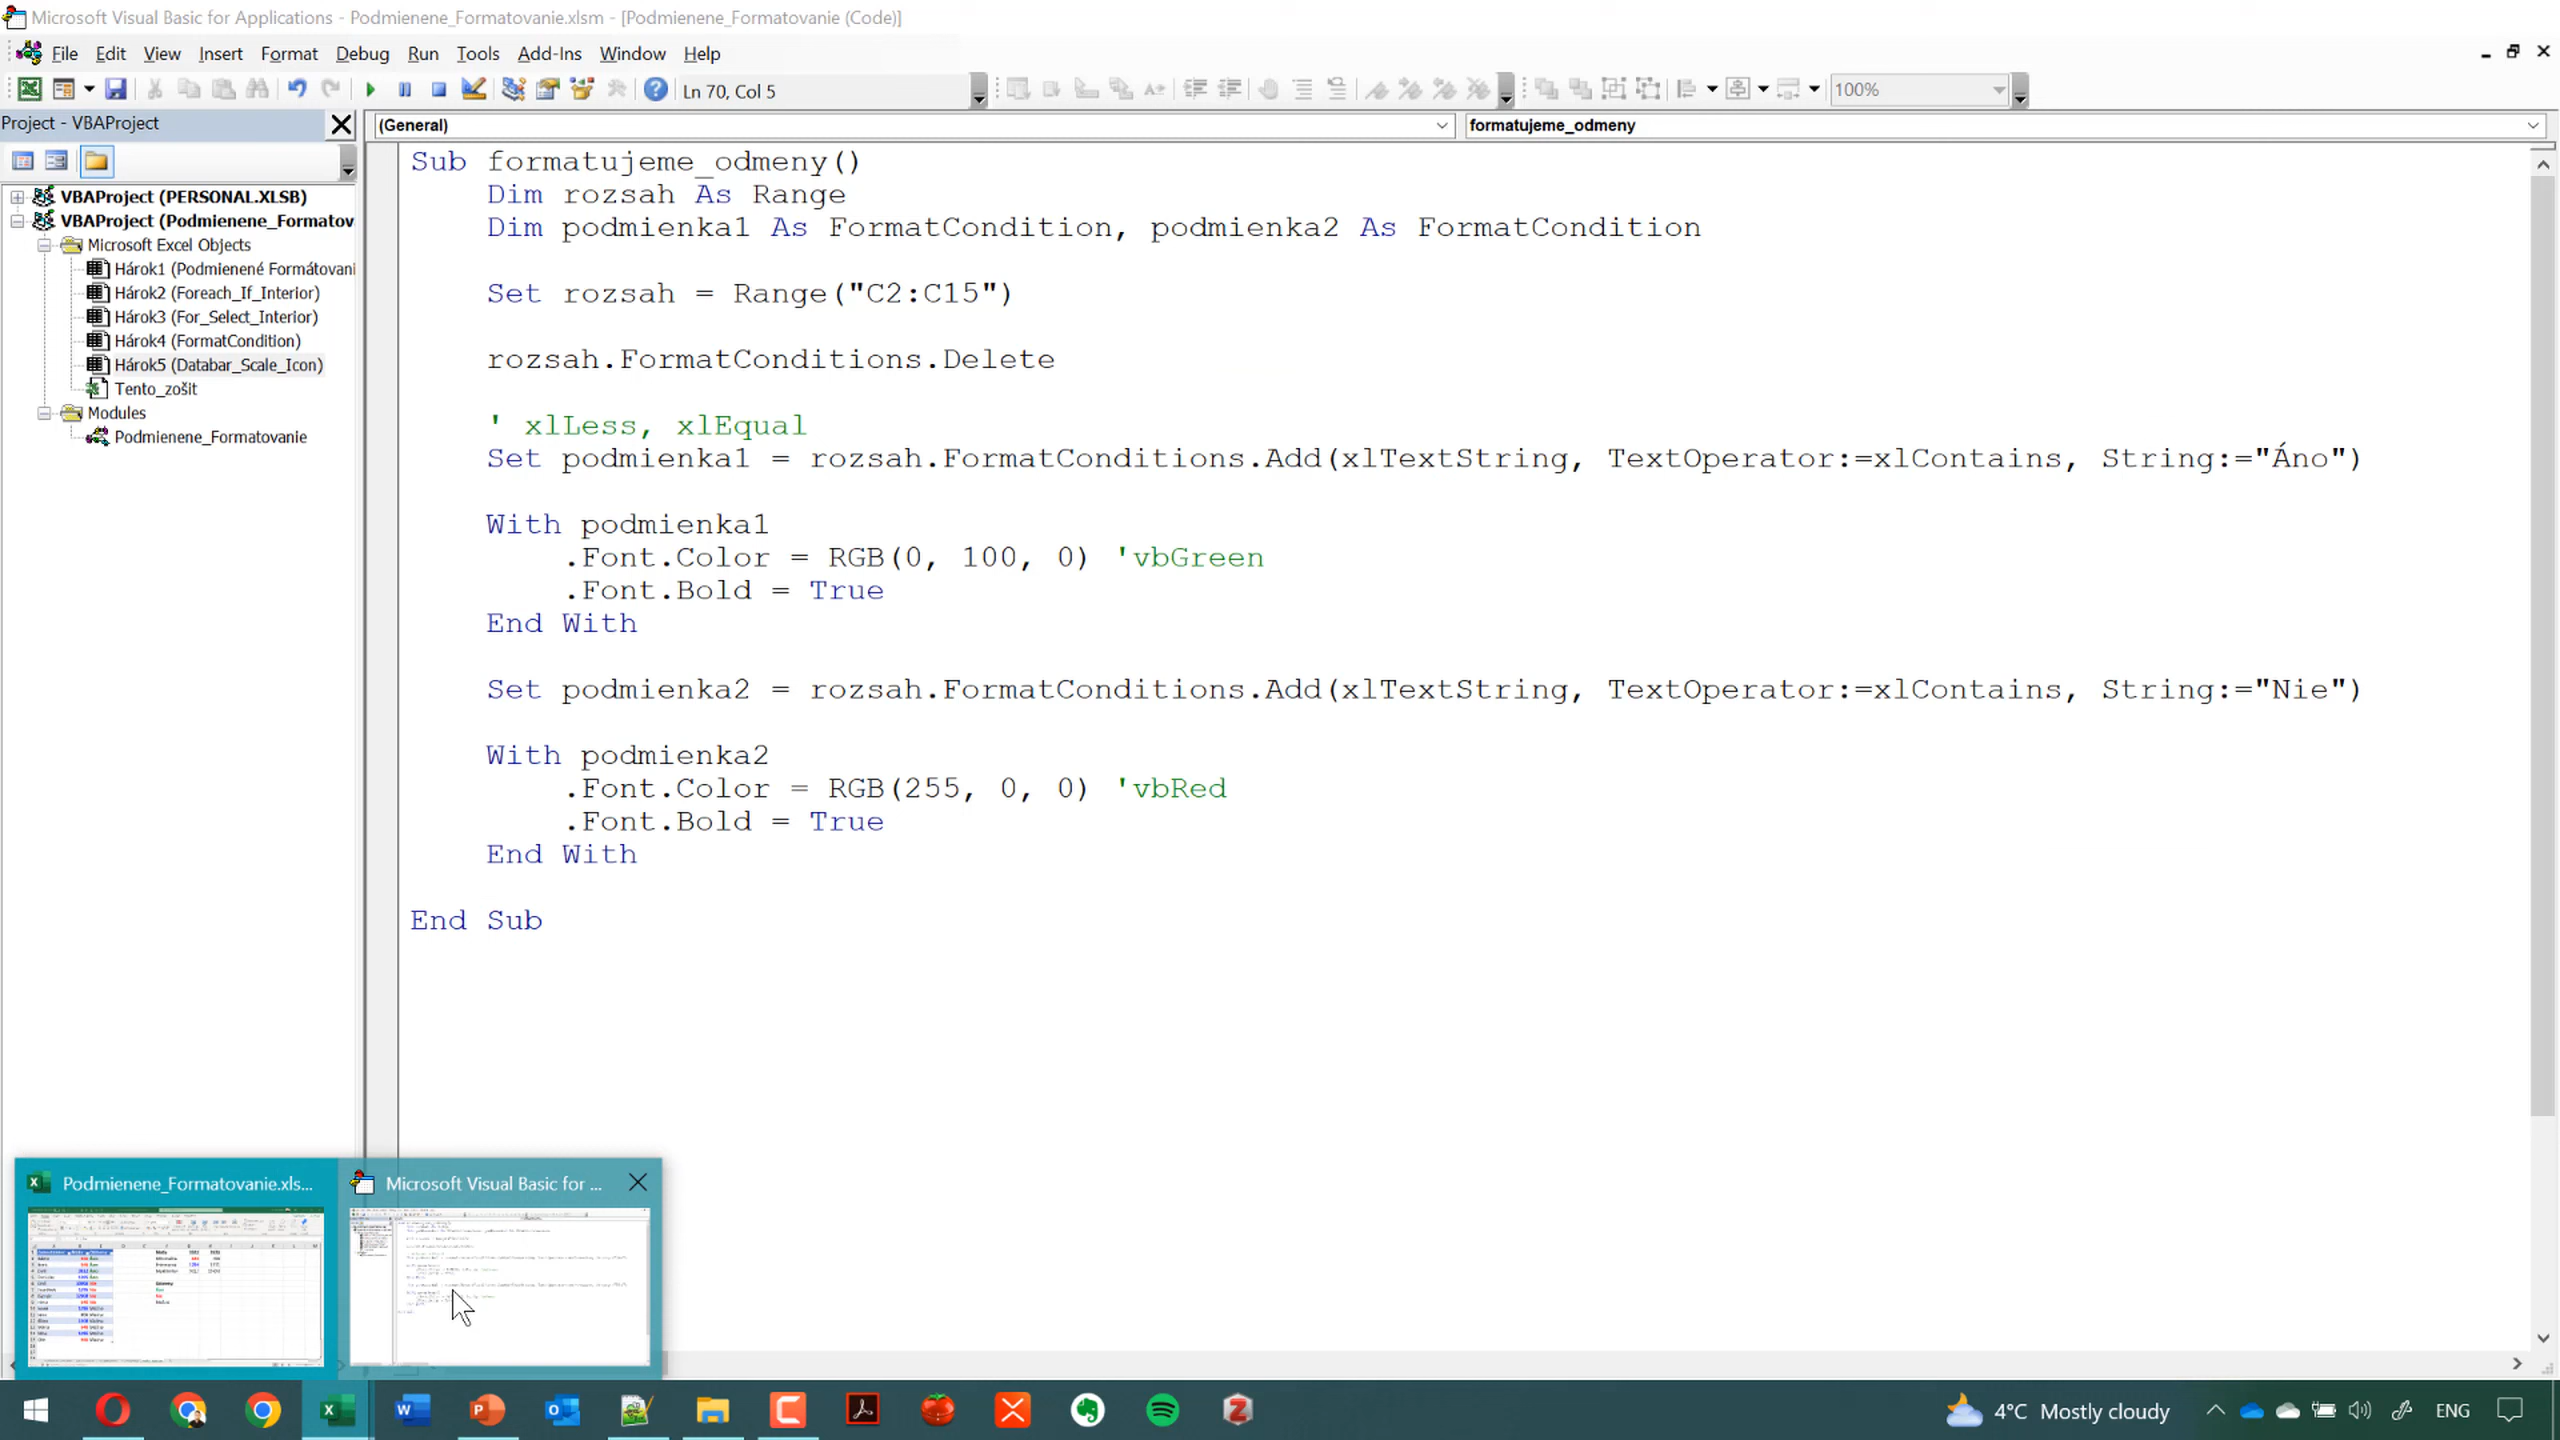 Microsoft Visual Basic for Applications - Podmienene_Formatovanie.xlsm - [Podmienene_Formatovanie (Code)]
File Edit View Insert Format Debug Run Tools Add-Ins Window Help
Ln 70, Col 5
100%
Project - VBAProject
(General)
formatujeme_odmeny
VBAProject (PERSONAL.XLSB)
VBAProject (Podmienene_Formatov
Microsoft Excel Objects
Hárok1 (Podmienené Formátovani
Hárok2 (Foreach_If_Interior)
Hárok3 (For_Select_Interior)
Hárok4 (FormatCondition)
Hárok5 (Databar_Scale_Icon)
Tento_zošit
Modules
Podmienene_Formatovanie
Sub formatujeme_odmeny()
Dim rozsah As Range
Dim podmienka1 As FormatCondition, podmienka2 As FormatCondition
Set rozsah = Range("C2:C15")
rozsah.FormatConditions.Delete
' xlLess, xlEqual
Set podmienka1 = rozsah.FormatConditions.Add(xlTextString, TextOperator:=xlContains, String:="Áno")
With podmienka1
.Font.Color = RGB(0, 100, 0) 'vbGreen
.Font.Bold = True
End With
Set podmienka2 = rozsah.FormatConditions.Add(xlTextString, TextOperator:=xlContains, String:="Nie")
With podmienka2
.Font.Color = RGB(255, 0, 0) 'vbRed
.Font.Bold = True
End With
End Sub
Podmienene_Formatovanie.xls...
Microsoft Visual Basic for ...
4°C Mostly cloudy
ENG